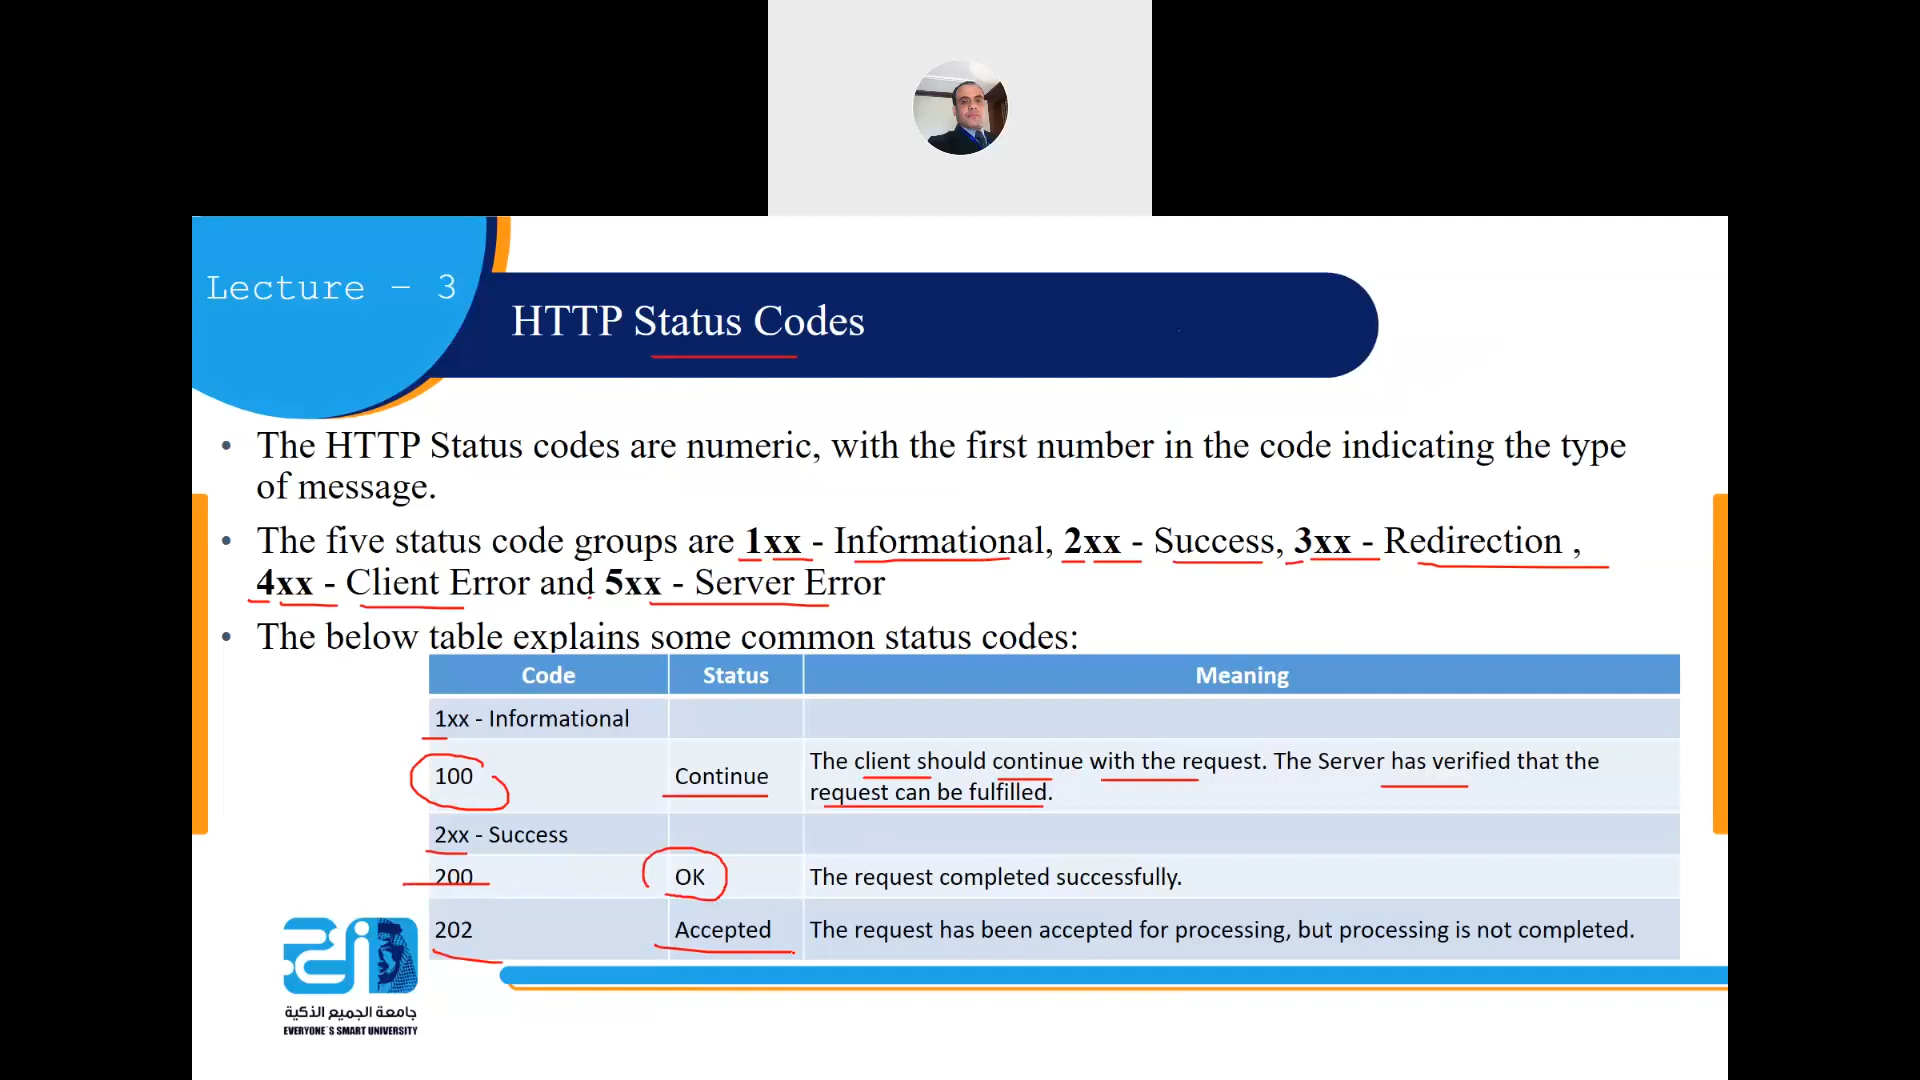 Lecture – 3
HTTP Status Codes
• The HTTP Status codes are numeric, with the first number in the code indicating the type
of message.
• The five status code groups are 1xx - Informational, 2xx - Success, 3xx - Redirection ,
4xx - Client Error and 5xx - Server Error
• The below table explains some common status codes:
Code Status Meaning
1xx - Informational
100 Continue The client should continue with the request. The Server has verified that the
request can be fulfilled.
2xx - Success
200 OK The request completed successfully.
202 Accepted The request has been accepted for processing, but processing is not completed.
جامعة الجميع الذكية
EVERYONE`S SMART UNIVERSITY